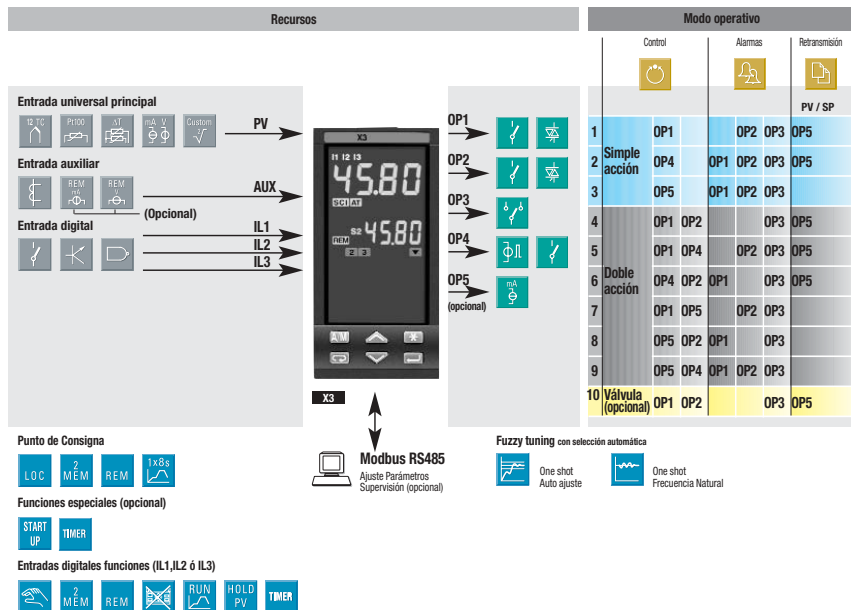 Recursos
Modo operativo
Control Alarmas Retransmisión
PV / SP
Entrada universal principal
12 TC Pt100 ΔT mA V Custom
PV
Entrada auxiliar
REM mA REM V
AUX
(Opcional)
Entrada digital
IL1
IL2
IL3
X3
I1 I2 I3
45.80
SCI AT
S2 45.80
REM
2 3
A/M
X3
OP1
OP2
OP3
OP4
OP5
(opcional)
mA
1 OP1 OP2 OP3 OP5
2 Simple acción OP4 OP1 OP2 OP3 OP5
3 OP5 OP1 OP2 OP3
4 OP1 OP2 OP3 OP5
5 OP1 OP4 OP2 OP3 OP5
6 Doble acción OP4 OP2 OP1 OP3 OP5
7 OP1 OP5 OP2 OP3
8 OP5 OP2 OP1 OP3
9 OP5 OP4 OP1 OP2 OP3
10 Válvula (opcional) OP1 OP2 OP3 OP5
Punto de Consigna
LOC 2 MEM REM 1x8s
Modbus RS485
Ajuste Parámetros
Supervisión (opcional)
Fuzzy tuning con selección automática
One shot
Auto ajuste
One shot
Frecuencia Natural
Funciones especiales (opcional)
START UP TIMER
Entradas digitales funciones (IL1,IL2 ó IL3)
2 MEM REM RUN HOLD PV TIMER